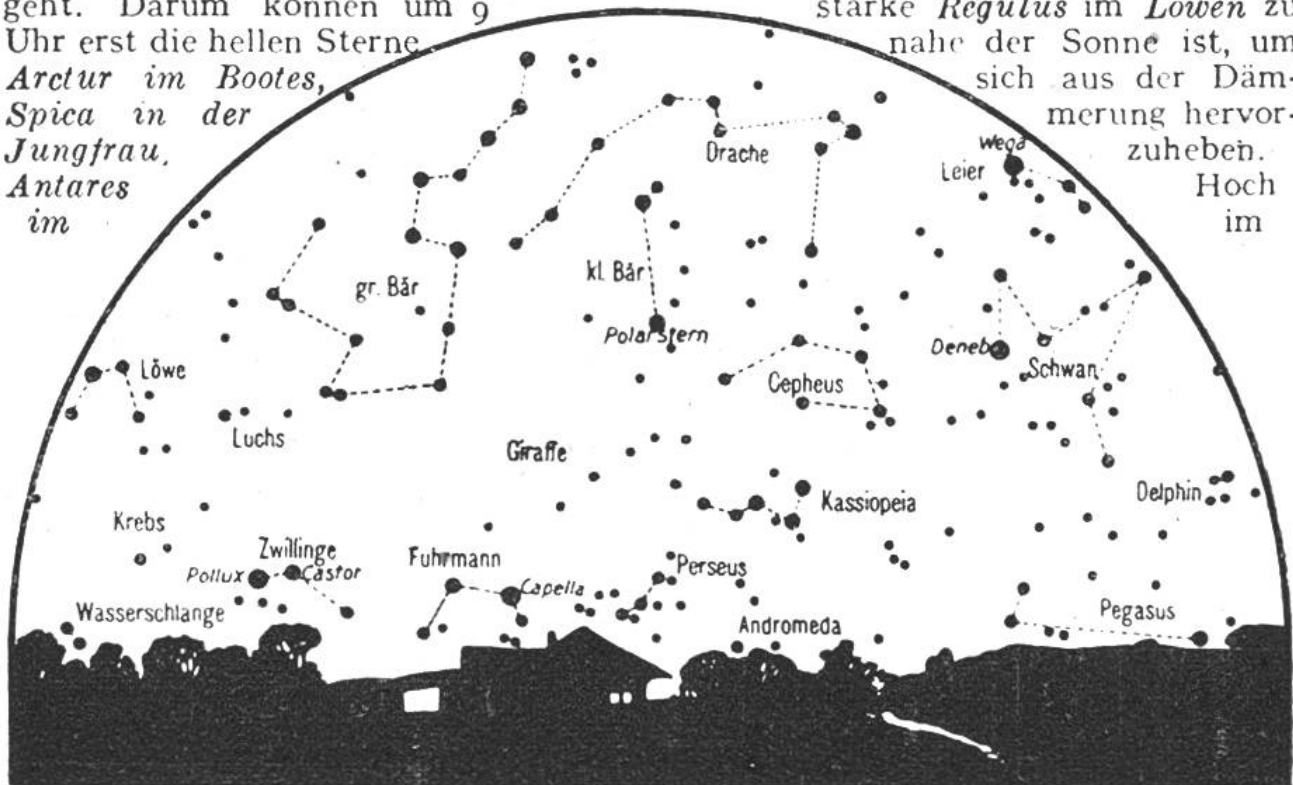 geht. Darum können um 9
Uhr erst die hellen Sterne
Arctur im Bootes,
Spica in der
Jungfrau,
Antares
im
starke Regulus im Löwen zu
nahe der Sonne ist, um
sich aus der Däm-
merung hervor-
zuheben.
Hoch
im
Drache
Wega
Leier
gr. Bär
kl. Bär
Polarstern
Deneb
Schwan
Löwe
Cepheus
Luchs
Giraffe
Kassiopeia
Delphin
Krebs
Zwillinge
Pollux
Castor
Fuhrmann
Capella
Perseus
Wasserschlange
Andromeda
Pegasus